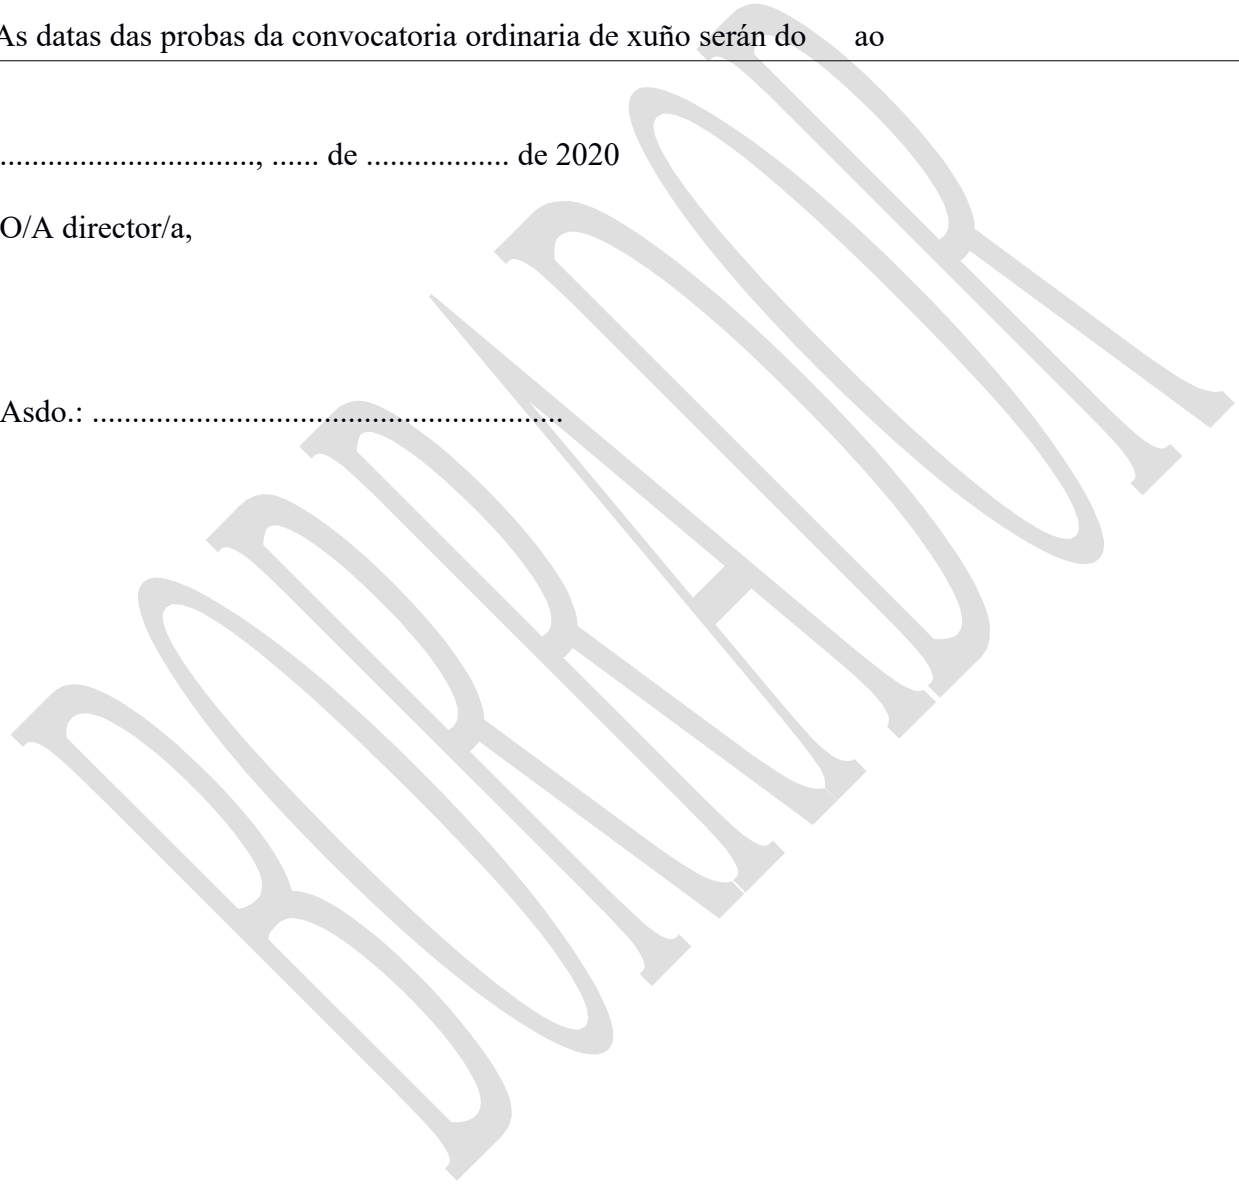 As datas das probas da convocatoria ordinaria de xuño serán do ao
................................, ...... de .................. de 2020
O/A director/a,
Asdo.: ...........................................................
BORRADOR